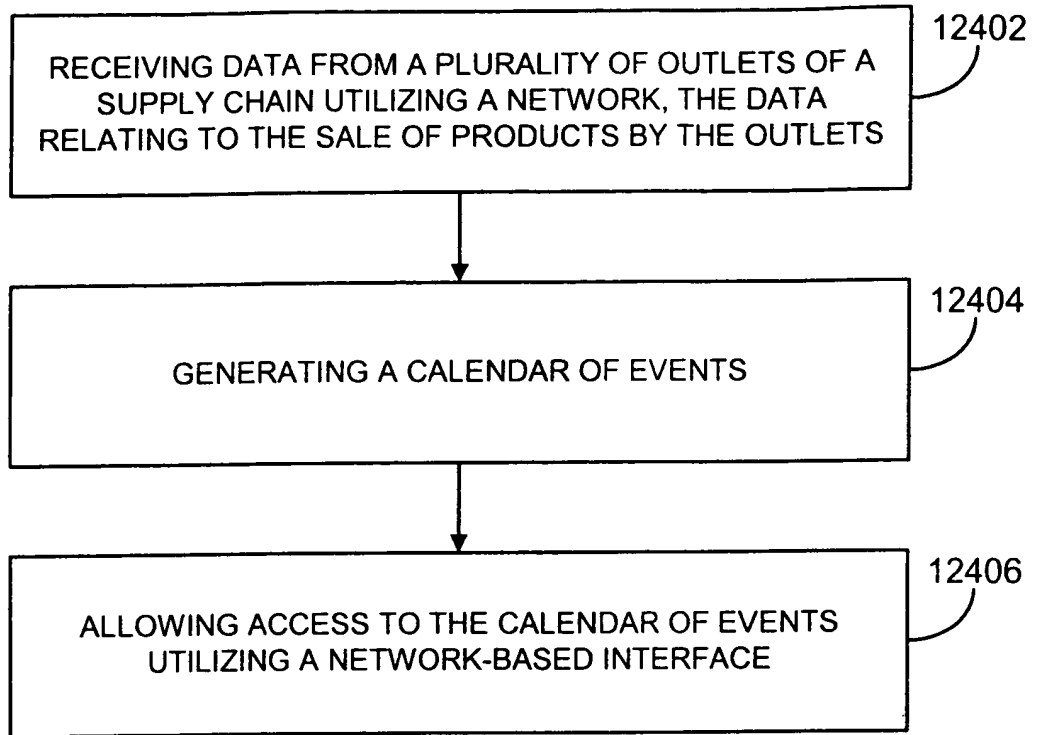 12402
RECEIVING DATA FROM A PLURALITY OF OUTLETS OF A
SUPPLY CHAIN UTILIZING A NETWORK, THE DATA
RELATING TO THE SALE OF PRODUCTS BY THE OUTLETS
12404
GENERATING A CALENDAR OF EVENTS
12406
ALLOWING ACCESS TO THE CALENDAR OF EVENTS
UTILIZING A NETWORK-BASED INTERFACE